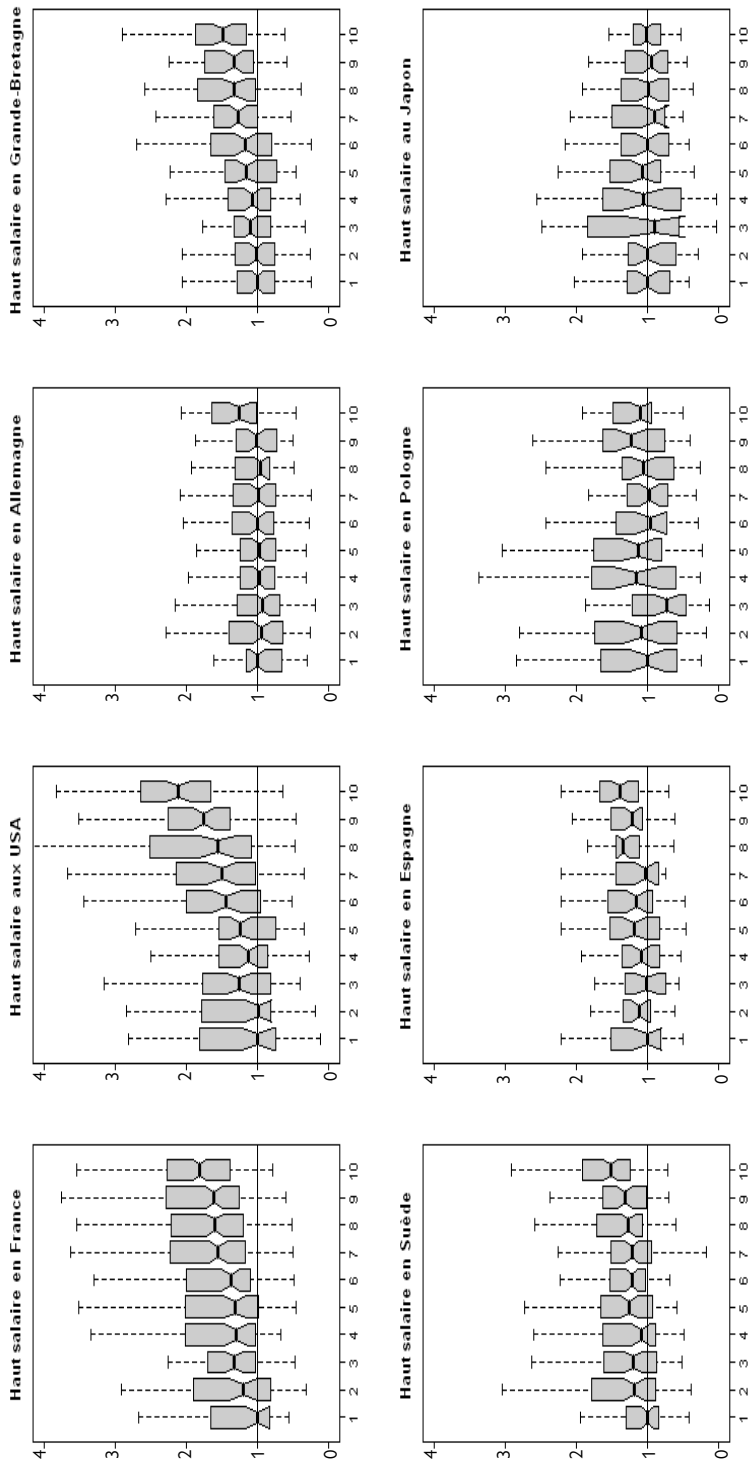 Haut salaire en France
4
3
2
1
0
1 2 3 4 5 6 7 8 9 10
Haut salaire aux USA
4
3
2
1
0
1 2 3 4 5 6 7 8 9 10
Haut salaire en Allemagne
4
3
2
1
0
1 2 3 4 5 6 7 8 9 10
Haut salaire en Grande-Bretagne
4
3
2
1
0
1 2 3 4 5 6 7 8 9 10
Haut salaire en Suède
4
3
2
1
0
1 2 3 4 5 6 7 8 9 10
Haut salaire en Espagne
4
3
2
1
0
1 2 3 4 5 6 7 8 9 10
Haut salaire en Pologne
4
3
2
1
0
1 2 3 4 5 6 7 8 9 10
Haut salaire au Japon
4
3
2
1
0
1 2 3 4 5 6 7 8 9 10